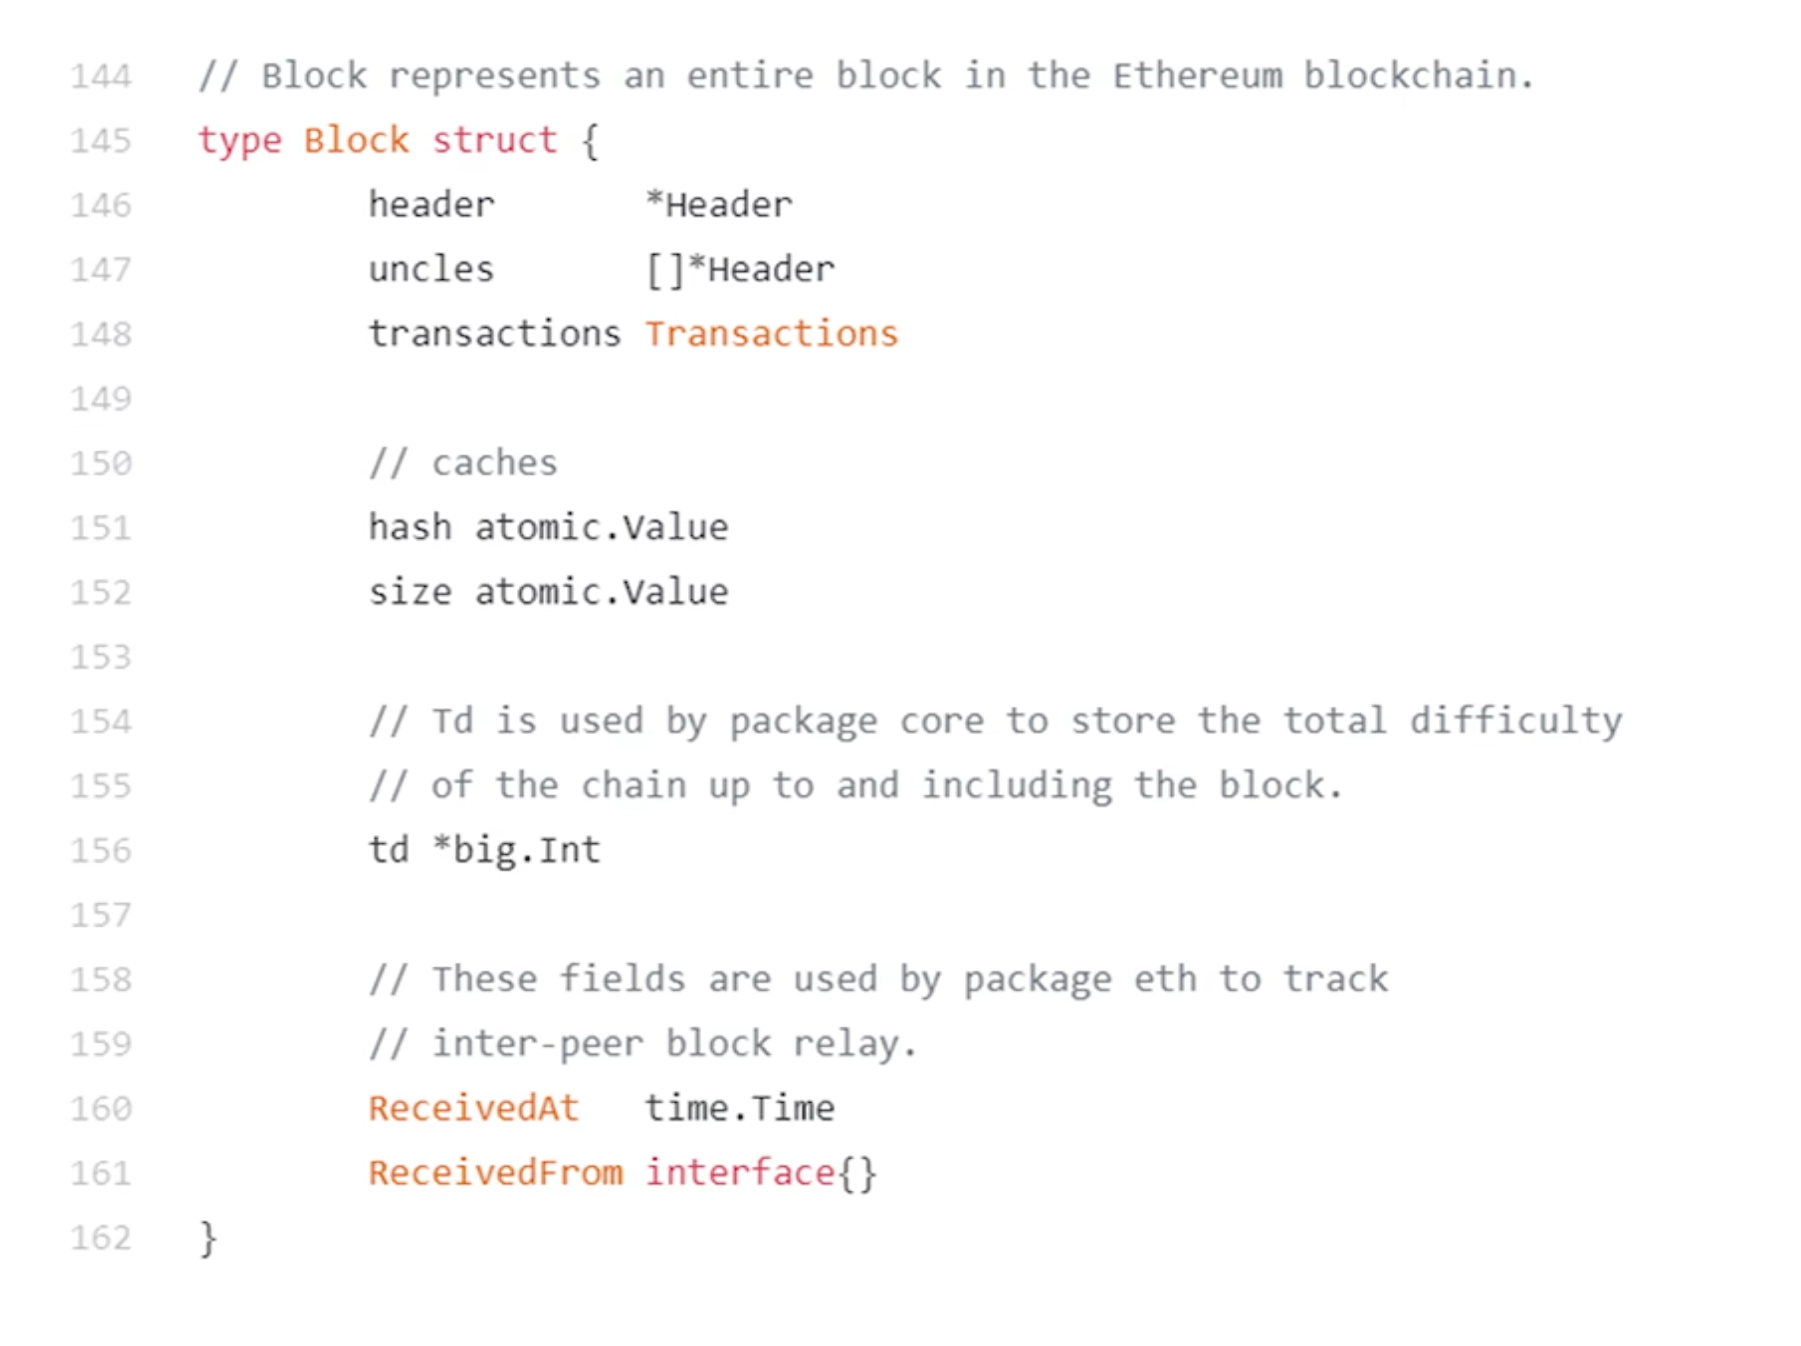 144 // Block represents an entire block in the Ethereum blockchain.
145 type Block struct {
146 header *Header
147 uncles []*Header
148 transactions Transactions
149
150 // caches
151 hash atomic.Value
152 size atomic.Value
153
154 // Td is used by package core to store the total difficulty
155 // of the chain up to and including the block.
156 td *big.Int
157
158 // These fields are used by package eth to track
159 // inter-peer block relay.
160 ReceivedAt time.Time
161 ReceivedFrom interface{}
162 }